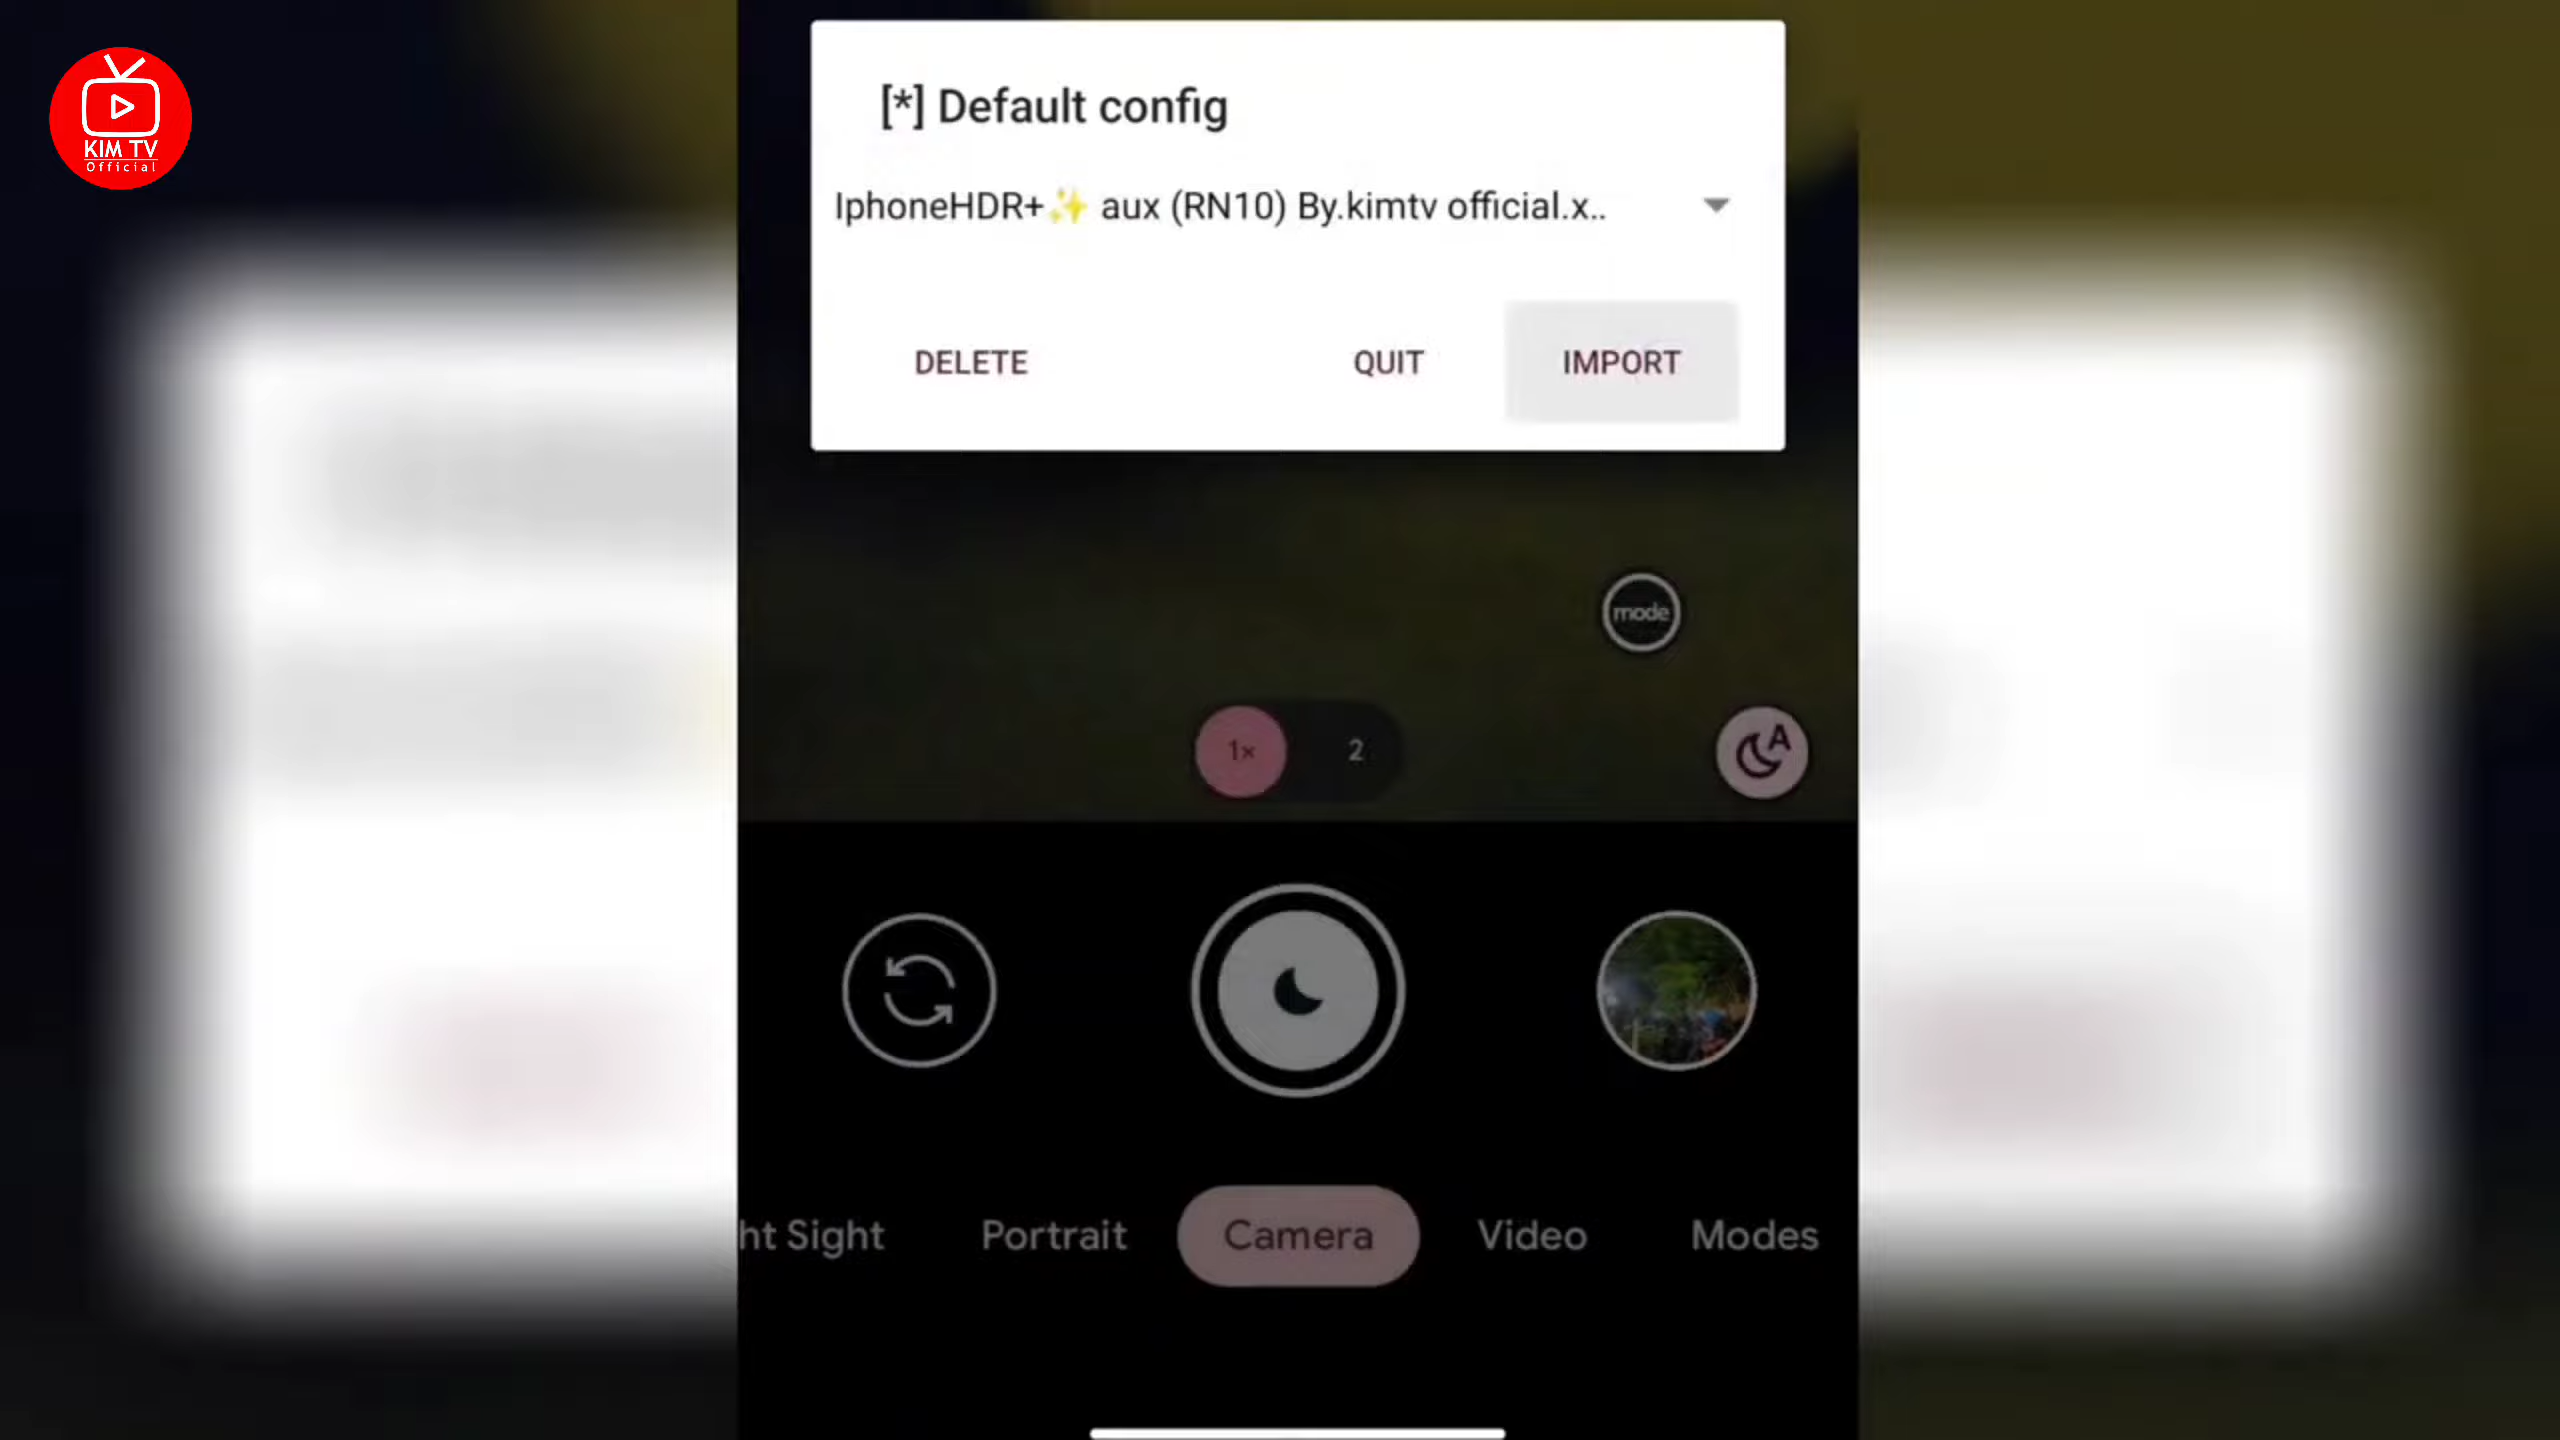 KIM TV
Official
[*] Default config
IphoneHDR+✨ aux (RN10) By.kimtv official.x..
DELETE
QUIT
IMPORT
mode
1×
2
A
ht Sight
Portrait
Camera
Video
Modes